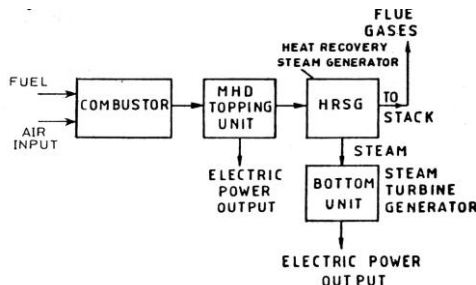 FLUE
GASES
HEAT RECOVERY
STEAM GENERATOR
FUEL
COMBUSTOR
MHD
TOPPING
UNIT
HRSG
TO
STACK
AIR
INPUT
STEAM
ELECTRIC
POWER
OUTPUT
BOTTOM
UNIT
STEAM
TURBINE
GENERATOR
ELECTRIC POWER
OUTPUT